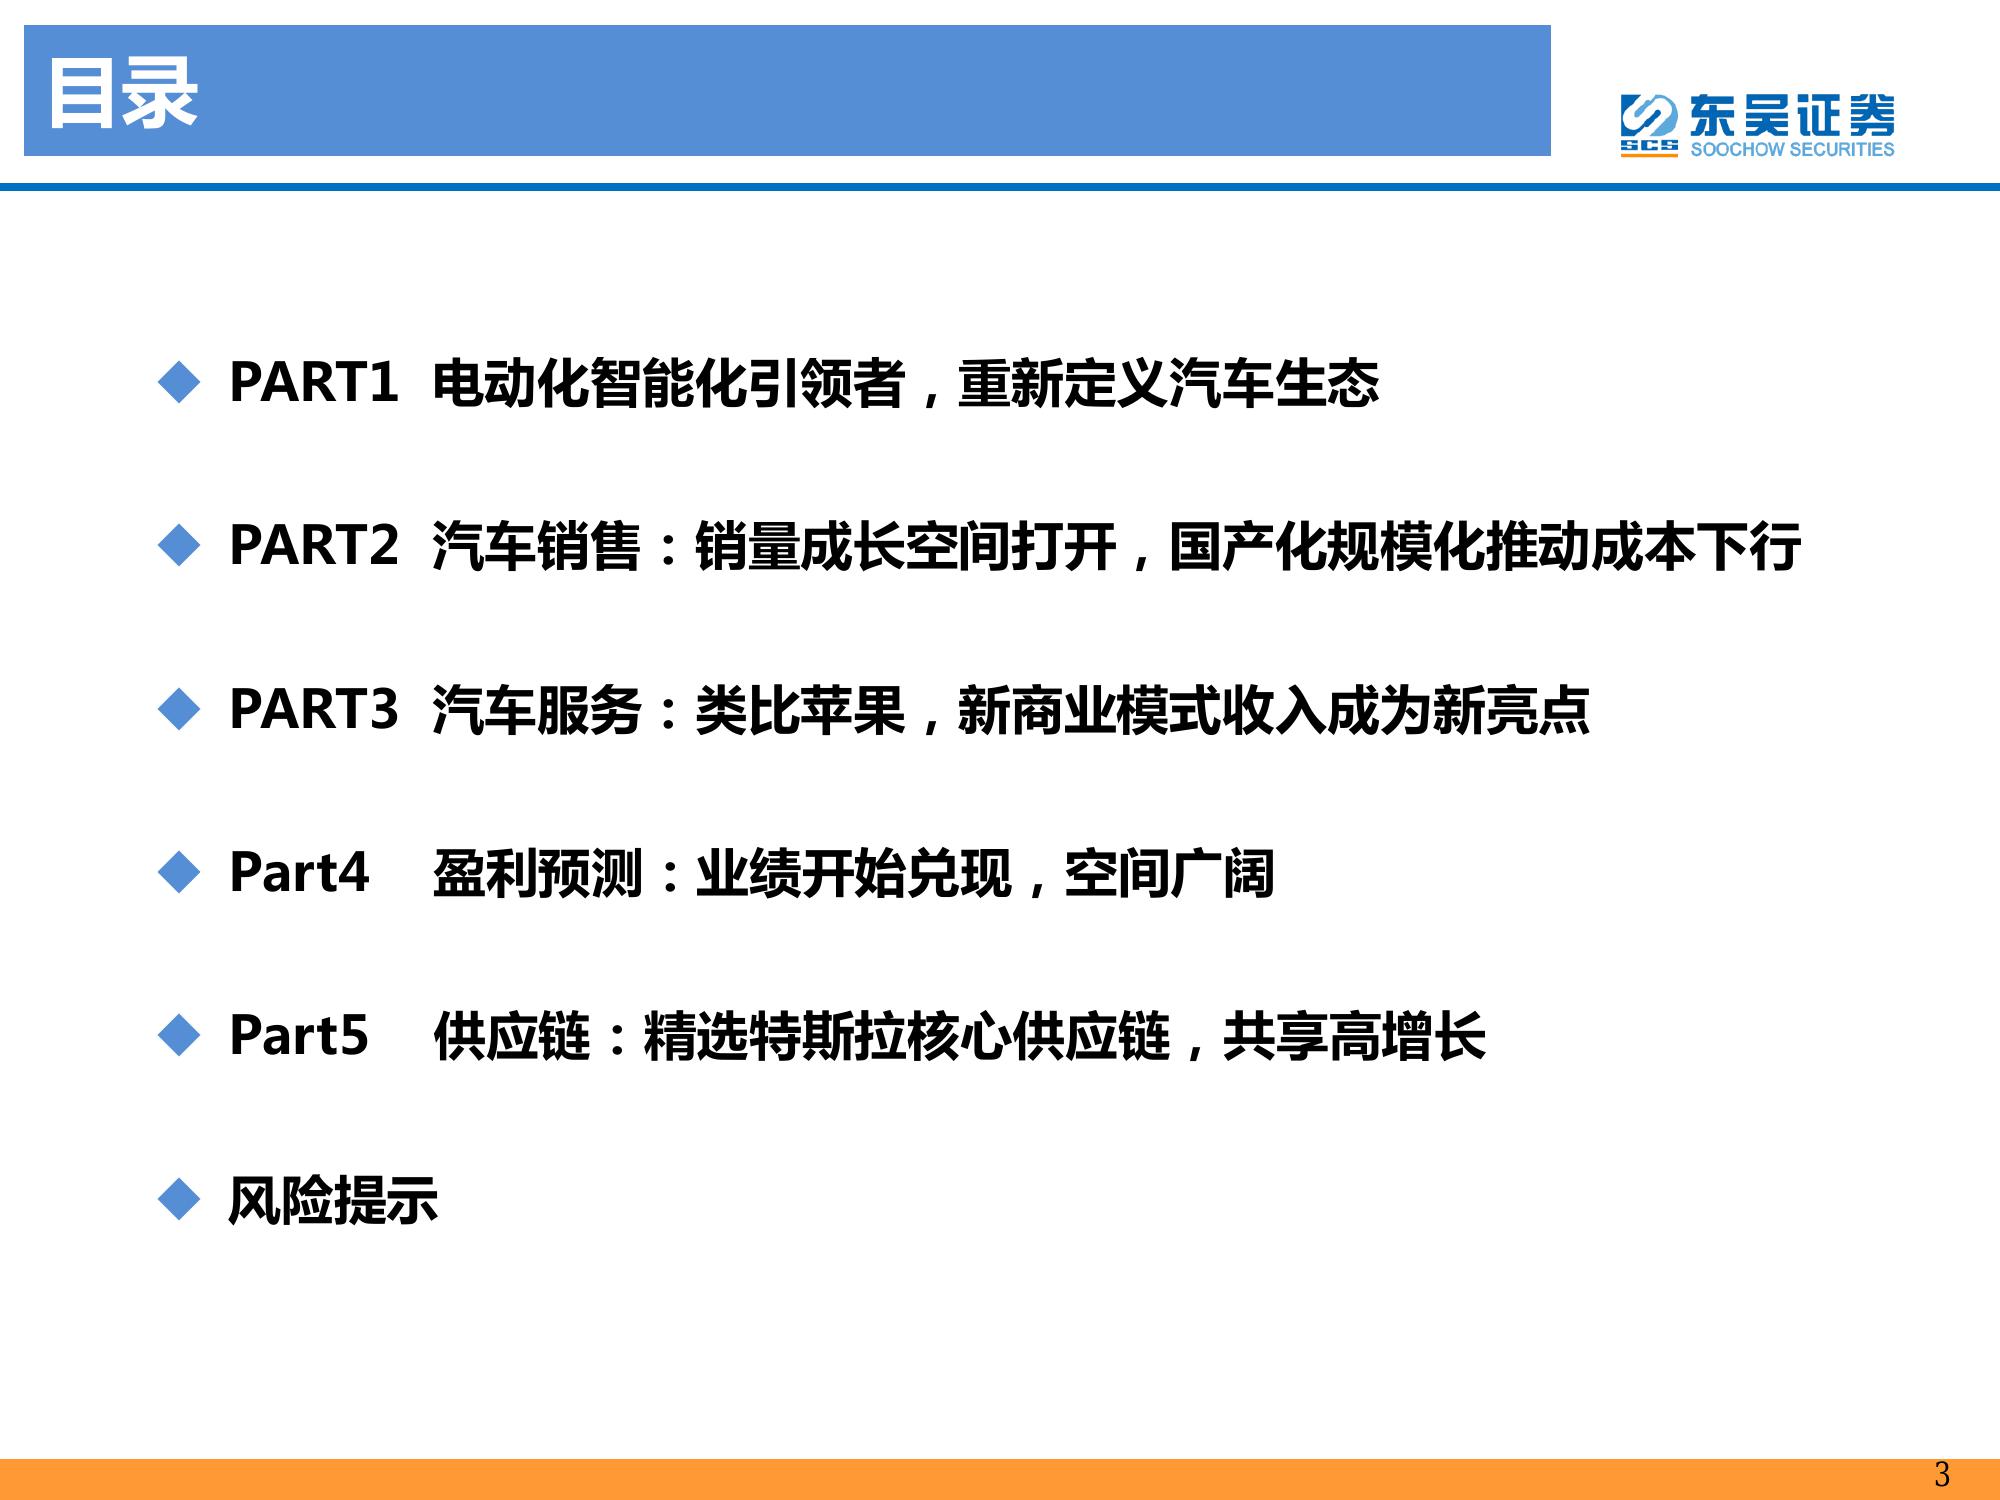 目录
SCS
东吴证券
SOOCHOW SECURITIES
PART1 电动化智能化引领者，重新定义汽车生态
PART2 汽车销售：销量成长空间打开，国产化规模化推动成本下行
PART3 汽车服务：类比苹果，新商业模式收入成为新亮点
Part4 盈利预测：业绩开始兑现，空间广阔
Part5 供应链：精选特斯拉核心供应链，共享高增长
风险提示
3